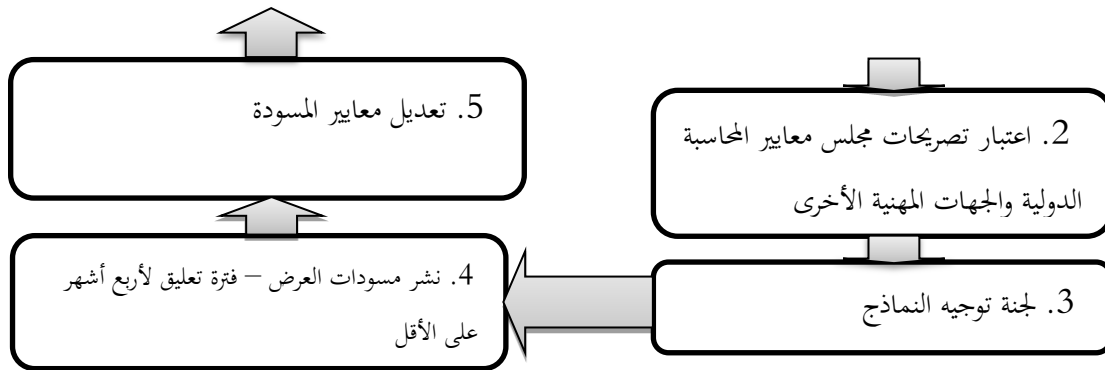 2. اعتبار تصريحات مجلس معايير المحاسبة
الدولية والجهات المهنية الأخرى
3. لجنة توجيه النماذج
4. نشر مسودات العرض – فترة تعليق لأربع أشهر
على الأقل
5. تعديل معايير المسودة